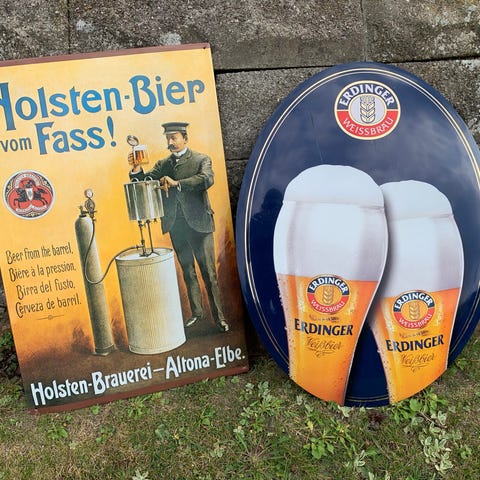 Holsten-Bier
vom Fass!
Beer from the barrel.
Bière à la pression.
Birra del fusto.
Cerveza de barril.
Holsten-Brauerei—Altona-Elbe.
ERDINGER
WEISSBRÄU
ERDINGER
WEISSBRÄU
ERDINGER
Weißbier
ERDINGER
WEISSBRÄU
ERDINGER
Weißbier